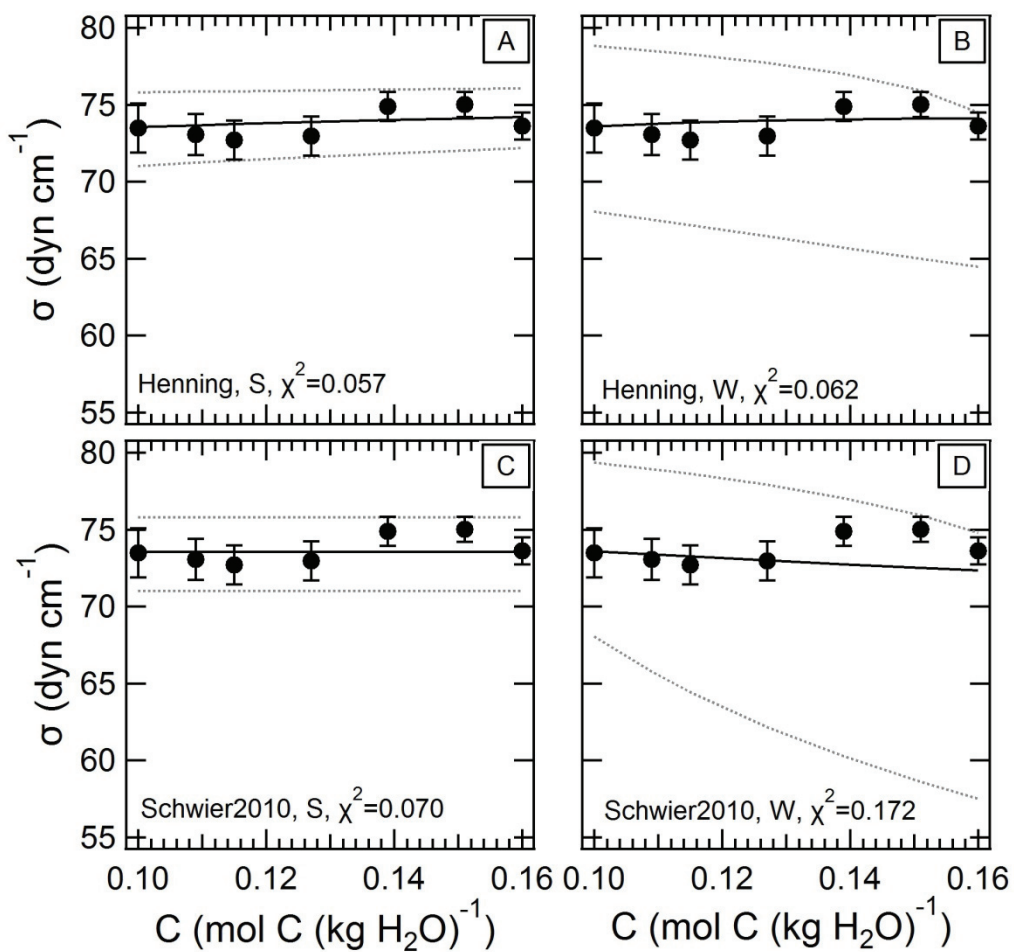 80
75
70
65
60
55
σ (dyn cm⁻¹)
A
Henning, S, χ²=0.057
B
Henning, W, χ²=0.062
80
75
70
65
60
55
σ (dyn cm⁻¹)
C
Schwier2010, S, χ²=0.070
D
Schwier2010, W, χ²=0.172
0.10 0.12 0.14 0.16
0.10 0.12 0.14 0.16
C (mol C (kg H₂O)⁻¹
C (mol C (kg H₂O)⁻¹